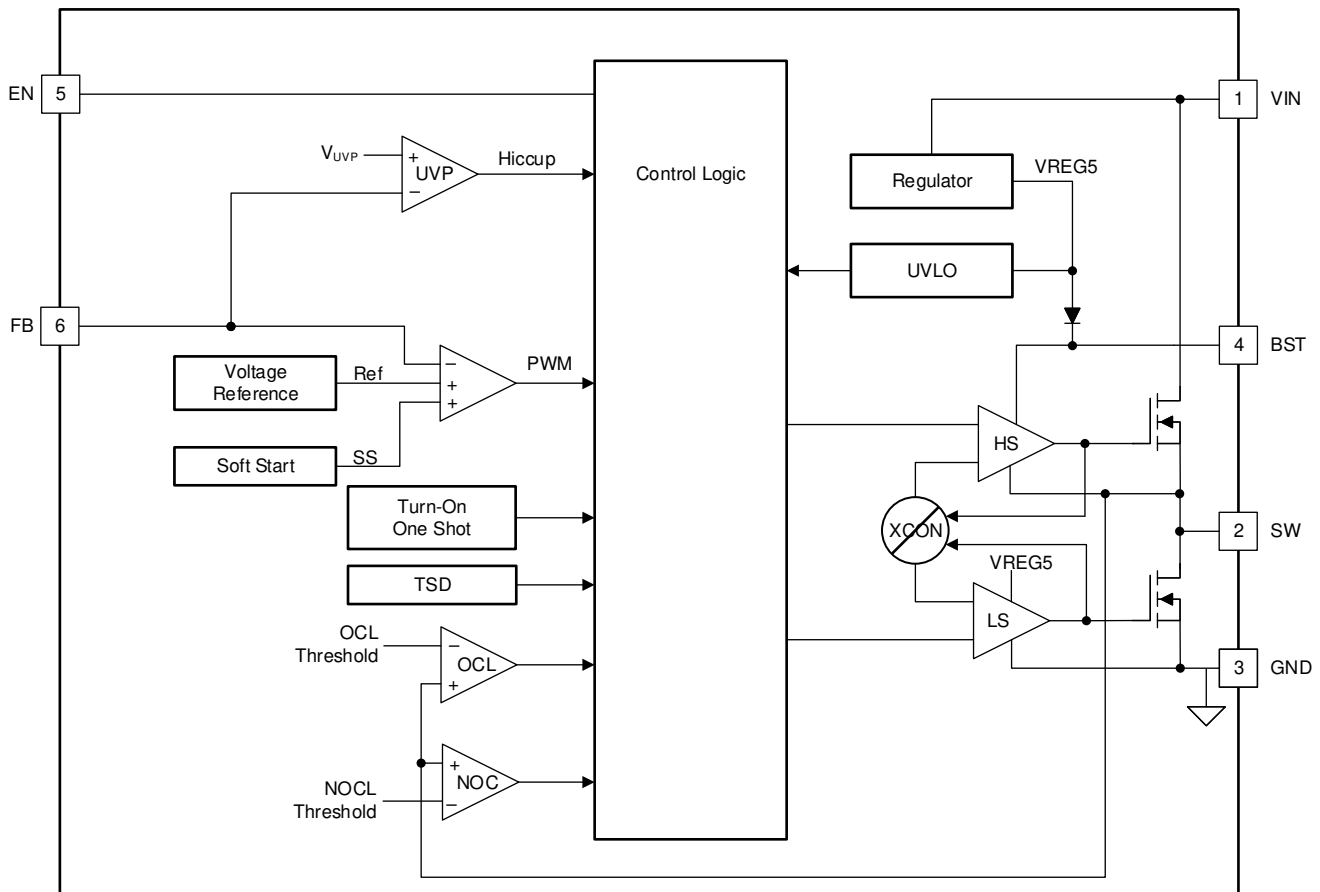 EN
5
VUVP
+
UVP
−
Hiccup
Control Logic
1
VIN
Regulator
VREG5
UVLO
FB
6
4
BST
Voltage
Reference
Ref
−
+
+
PWM
Soft Start
SS
HS
Turn-On
One Shot
XCON
2
SW
TSD
VREG5
LS
OCL
Threshold
−
OCL
+
3
GND
NOCL
Threshold
+
NOC
−